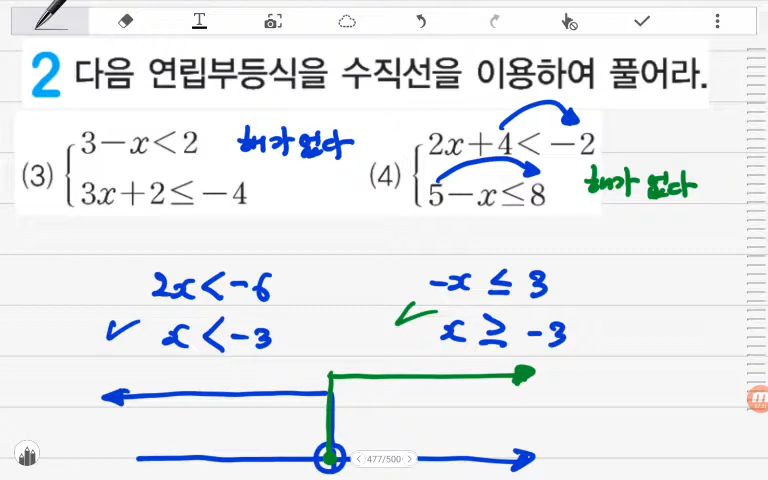 T
2 다음 연립부등식을 수직선을 이용하여 풀어라.
(3) { 3-x<2 해가 없다
3x+2≤-4
(4) { 2x+4<-2
5-x≤8 해가 없다
2x<-6
✓ x<-3
-x≤3
✓ x≥-3
<477/500>